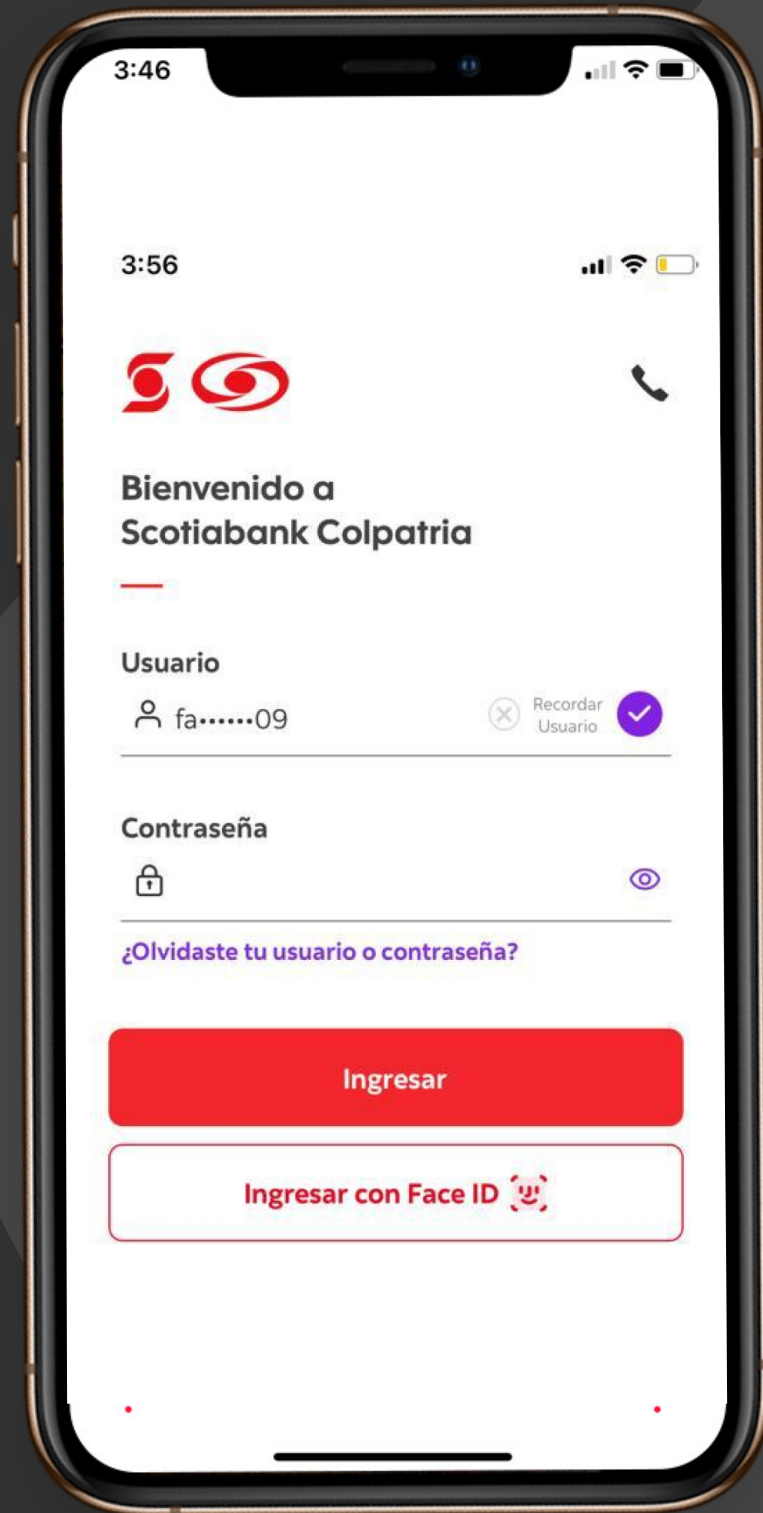 3:46
3:56
Bienvenido a
Scotiabank Colpatria
Usuario
fa••••••09
Recordar
Usuario
Contraseña
¿Olvidaste tu usuario o contraseña?
Ingresar
Ingresar con Face ID